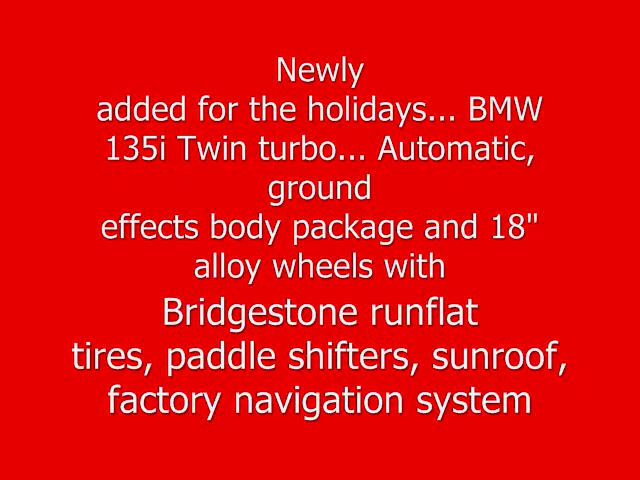 Newly
added for the holidays... BMW
135i Twin turbo... Automatic,
ground
effects body package and 18"
alloy wheels with
Bridgestone runflat
tires, paddle shifters, sunroof,
factory navigation system